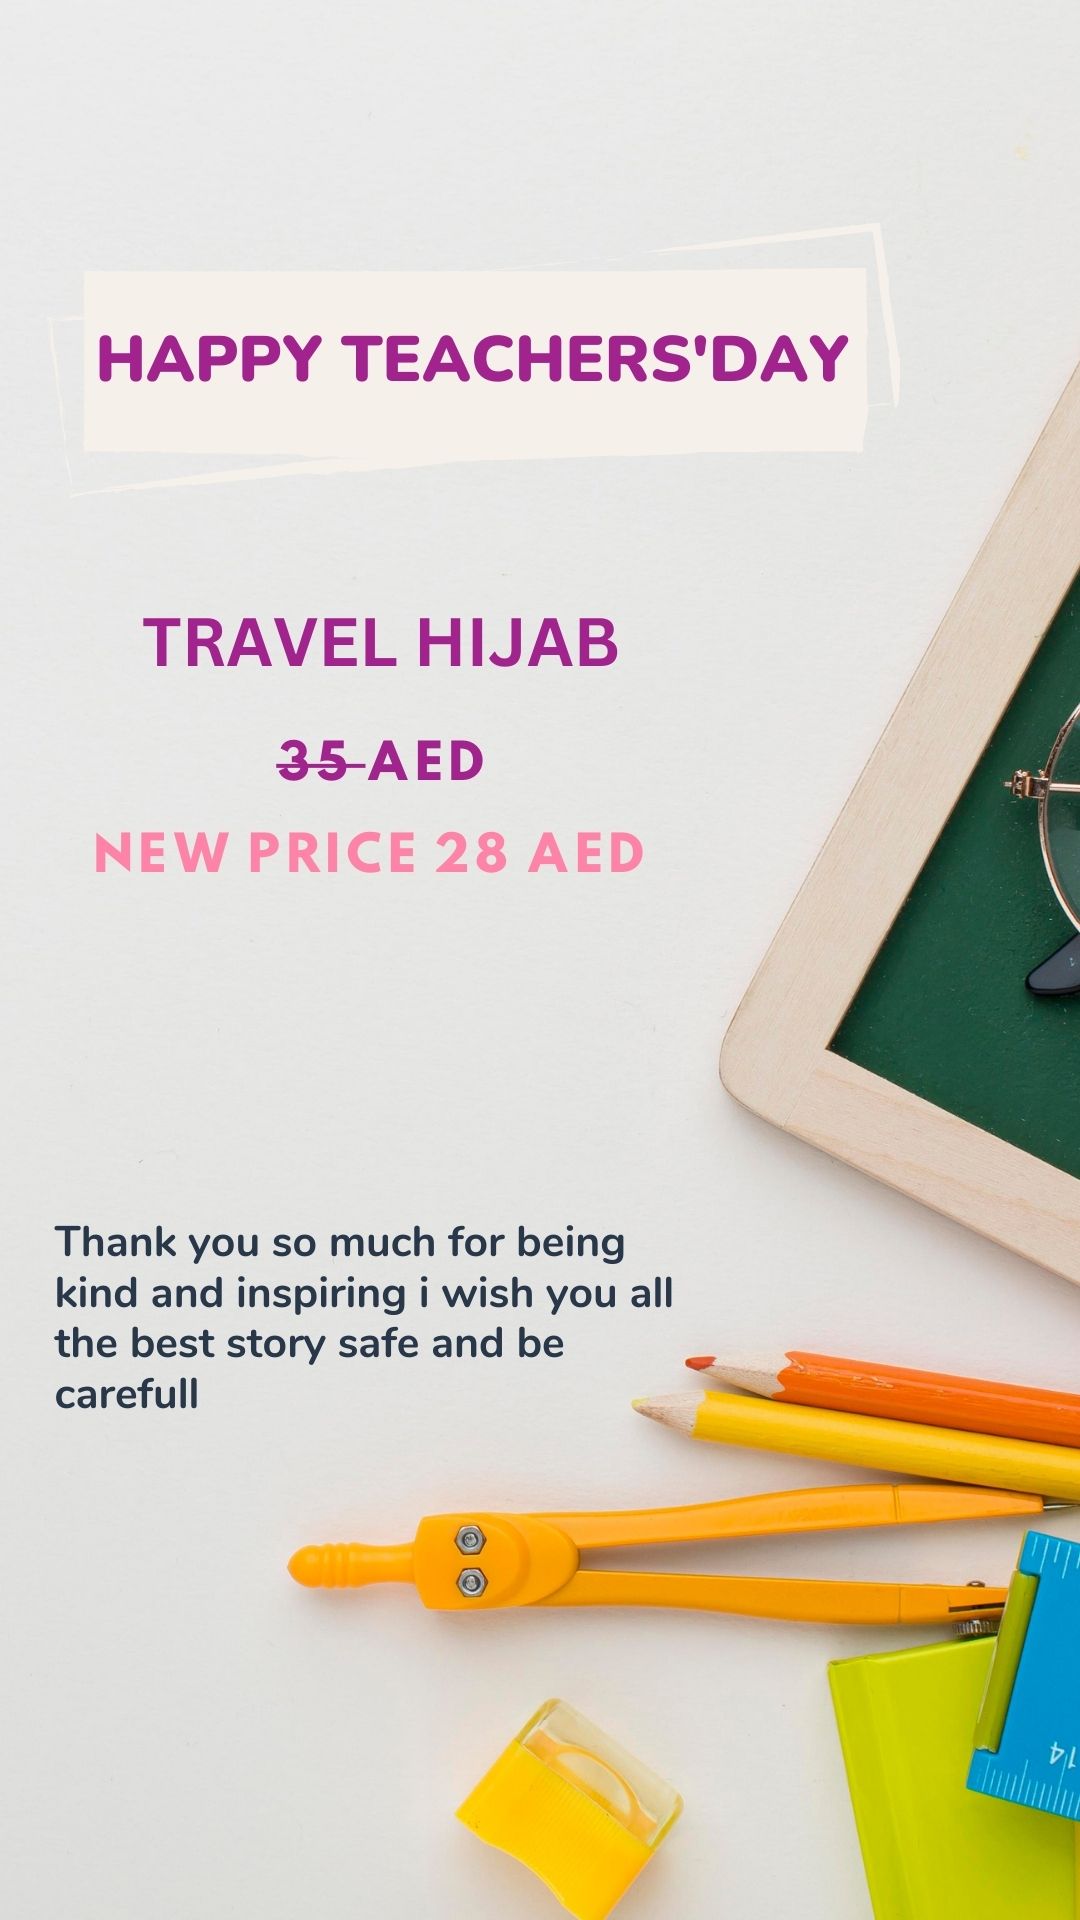 HAPPY TEACHERS'DAY
TRAVEL HIJAB
35 AED
NEW PRICE 28 AED
Thank you so much for being
kind and inspiring i wish you all
the best story safe and be
carefull
14